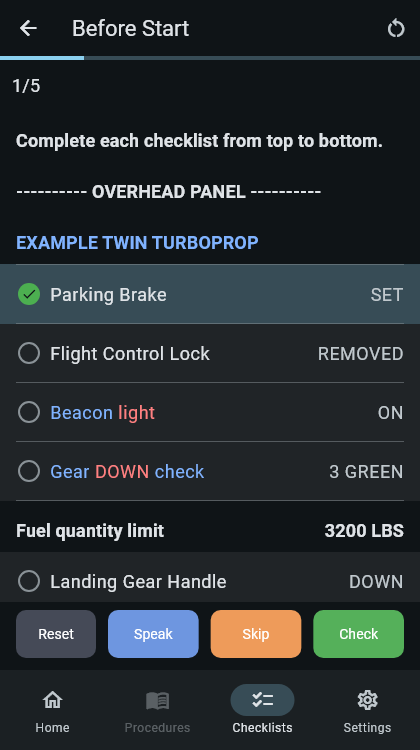 Before Start
1/5
Complete each checklist from top to bottom.
---------- OVERHEAD PANEL ----------
EXAMPLE TWIN TURBOPROP
Parking Brake SET
Flight Control Lock REMOVED
Beacon light ON
Gear DOWN check 3 GREEN
Fuel quantity limit 3200 LBS
Landing Gear Handle DOWN
Reset Speak Skip Check
Home Procedures Checklists Settings